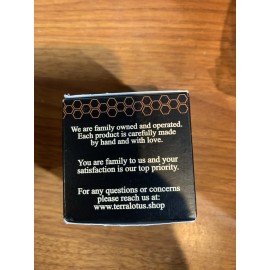 We are family owned and operated.
Each product is carefully made
by hand and with love.
You are family to us and your
satisfaction is our top priority.
For any questions or concerns
please reach us at:
www.terralotus.shop